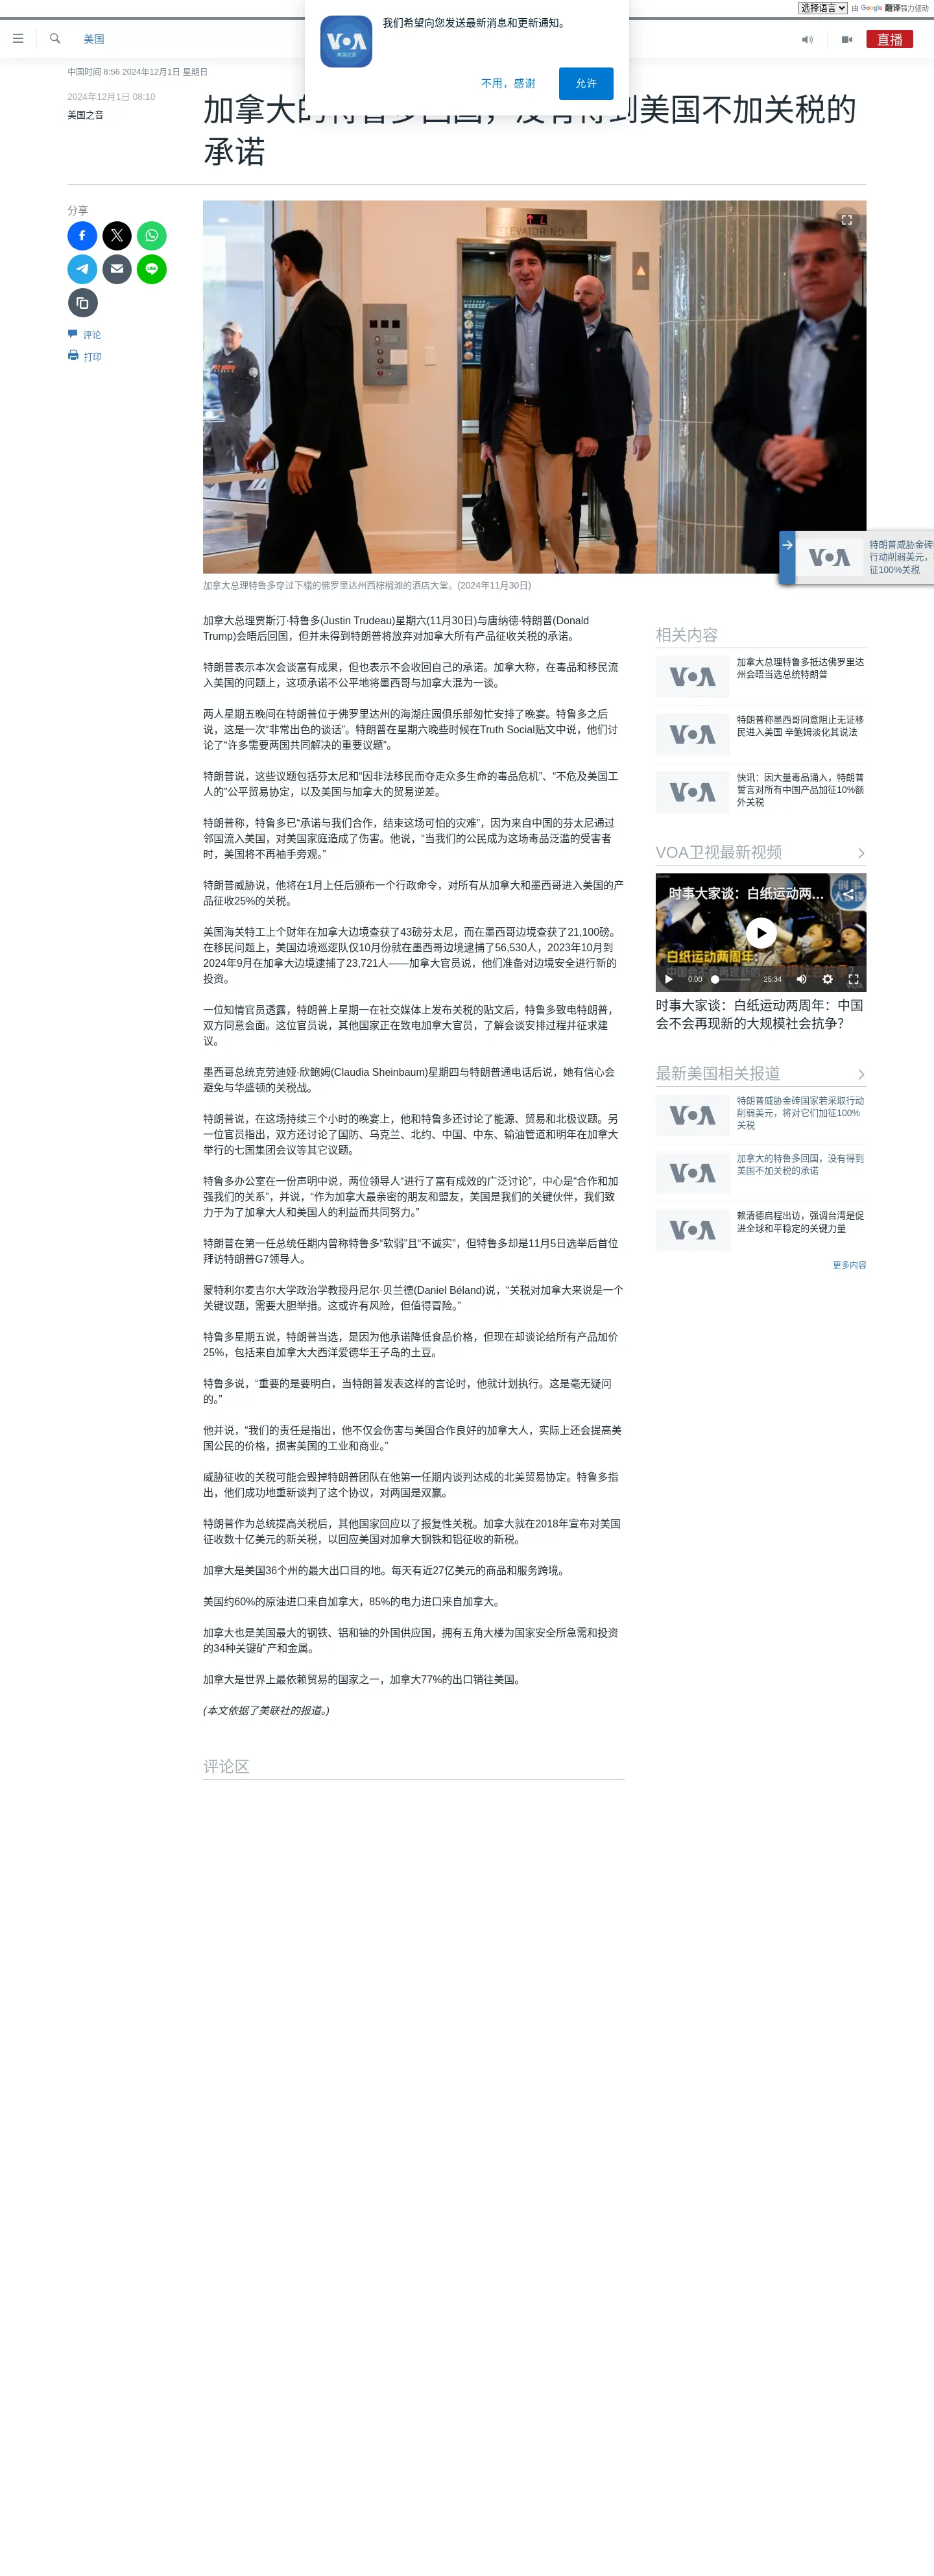 选择语言
由 Google 翻译强力驱动
我们希望向您发送最新消息和更新通知。
VOA
美国之音
不用，感谢
允许
美国
直播
中国时间 8:56 2024年12月1日 星期日
2024年12月1日 08:10
美国之音
加拿大的特鲁多回国，没有得到美国不加关税的
承诺
分享
评论
打印
ELEVATOR NO. 4
加拿大总理特鲁多穿过下榻的佛罗里达州西棕榈滩的酒店大堂。(2024年11月30日)
特朗普威胁金砖
行动削弱美元，
征100%关税
加拿大总理贾斯汀·特鲁多(Justin Trudeau)星期六(11月30日)与唐纳德·特朗普(Donald
Trump)会晤后回国，但并未得到特朗普将放弃对加拿大所有产品征收关税的承诺。
特朗普表示本次会谈富有成果，但也表示不会收回自己的承诺。加拿大称，在毒品和移民流
入美国的问题上，这项承诺不公平地将墨西哥与加拿大混为一谈。
两人星期五晚间在特朗普位于佛罗里达州的海湖庄园俱乐部匆忙安排了晚宴。特鲁多之后
说，这是一次“非常出色的谈话”。特朗普在星期六晚些时候在Truth Social贴文中说，他们讨
论了“许多需要两国共同解决的重要议题”。
特朗普说，这些议题包括芬太尼和“因非法移民而夺走众多生命的毒品危机”、“不危及美国工
人的”公平贸易协定，以及美国与加拿大的贸易逆差。
特朗普称，特鲁多已“承诺与我们合作，结束这场可怕的灾难”，因为来自中国的芬太尼通过
邻国流入美国，对美国家庭造成了伤害。他说，“当我们的公民成为这场毒品泛滥的受害者
时，美国将不再袖手旁观。”
特朗普威胁说，他将在1月上任后颁布一个行政命令，对所有从加拿大和墨西哥进入美国的产
品征收25%的关税。
美国海关特工上个财年在加拿大边境查获了43磅芬太尼，而在墨西哥边境查获了21,100磅。
在移民问题上，美国边境巡逻队仅10月份就在墨西哥边境逮捕了56,530人，2023年10月到
2024年9月在加拿大边境逮捕了23,721人——加拿大官员说，他们准备对边境安全进行新的
投资。
一位知情官员透露，特朗普上星期一在社交媒体上发布关税的贴文后，特鲁多致电特朗普，
双方同意会面。这位官员说，其他国家正在致电加拿大官员，了解会谈安排过程并征求建
议。
墨西哥总统克劳迪娅·欣鲍姆(Claudia Sheinbaum)星期四与特朗普通电话后说，她有信心会
避免与华盛顿的关税战。
特朗普说，在这场持续三个小时的晚宴上，他和特鲁多还讨论了能源、贸易和北极议题。另
一位官员指出，双方还讨论了国防、乌克兰、北约、中国、中东、输油管道和明年在加拿大
举行的七国集团会议等其它议题。
特鲁多办公室在一份声明中说，两位领导人“进行了富有成效的广泛讨论”，中心是“合作和加
强我们的关系”，并说，“作为加拿大最亲密的朋友和盟友，美国是我们的关键伙伴，我们致
力于为了加拿大人和美国人的利益而共同努力。”
特朗普在第一任总统任期内曾称特鲁多“软弱”且“不诚实”，但特鲁多却是11月5日选举后首位
拜访特朗普G7领导人。
蒙特利尔麦吉尔大学政治学教授丹尼尔·贝兰德(Daniel Béland)说，“关税对加拿大来说是一个
关键议题，需要大胆举措。这或许有风险，但值得冒险。”
特鲁多星期五说，特朗普当选，是因为他承诺降低食品价格，但现在却谈论给所有产品加价
25%，包括来自加拿大大西洋爱德华王子岛的土豆。
特鲁多说，“重要的是要明白，当特朗普发表这样的言论时，他就计划执行。这是毫无疑问
的。”
他并说，“我们的责任是指出，他不仅会伤害与美国合作良好的加拿大人，实际上还会提高美
国公民的价格，损害美国的工业和商业。”
威胁征收的关税可能会毁掉特朗普团队在他第一任期内谈判达成的北美贸易协定。特鲁多指
出，他们成功地重新谈判了这个协议，对两国是双赢。
特朗普作为总统提高关税后，其他国家回应以了报复性关税。加拿大就在2018年宣布对美国
征收数十亿美元的新关税，以回应美国对加拿大钢铁和铝征收的新税。
加拿大是美国36个州的最大出口目的地。每天有近27亿美元的商品和服务跨境。
美国约60%的原油进口来自加拿大，85%的电力进口来自加拿大。
加拿大也是美国最大的钢铁、铝和铀的外国供应国，拥有五角大楼为国家安全所急需和投资
的34种关键矿产和金属。
加拿大是世界上最依赖贸易的国家之一，加拿大77%的出口销往美国。
(本文依据了美联社的报道。)
评论区
相关内容
VOA
加拿大总理特鲁多抵达佛罗里达
州会晤当选总统特朗普
VOA
特朗普称墨西哥同意阻止无证移
民进入美国 辛鲍姆淡化其说法
VOA
快讯：因大量毒品涌入，特朗普
誓言对所有中国产品加征10%额
外关税
VOA卫视最新视频
时事大家谈：白纸运动两...
白纸运动两周年：
0:00
25:34
时事大家谈：白纸运动两周年：中国
会不会再现新的大规模社会抗争？
最新美国相关报道
VOA
特朗普威胁金砖国家若采取行动
削弱美元，将对它们加征100%
关税
VOA
加拿大的特鲁多回国，没有得到
美国不加关税的承诺
VOA
赖清德启程出访，强调台湾是促
进全球和平稳定的关键力量
更多内容